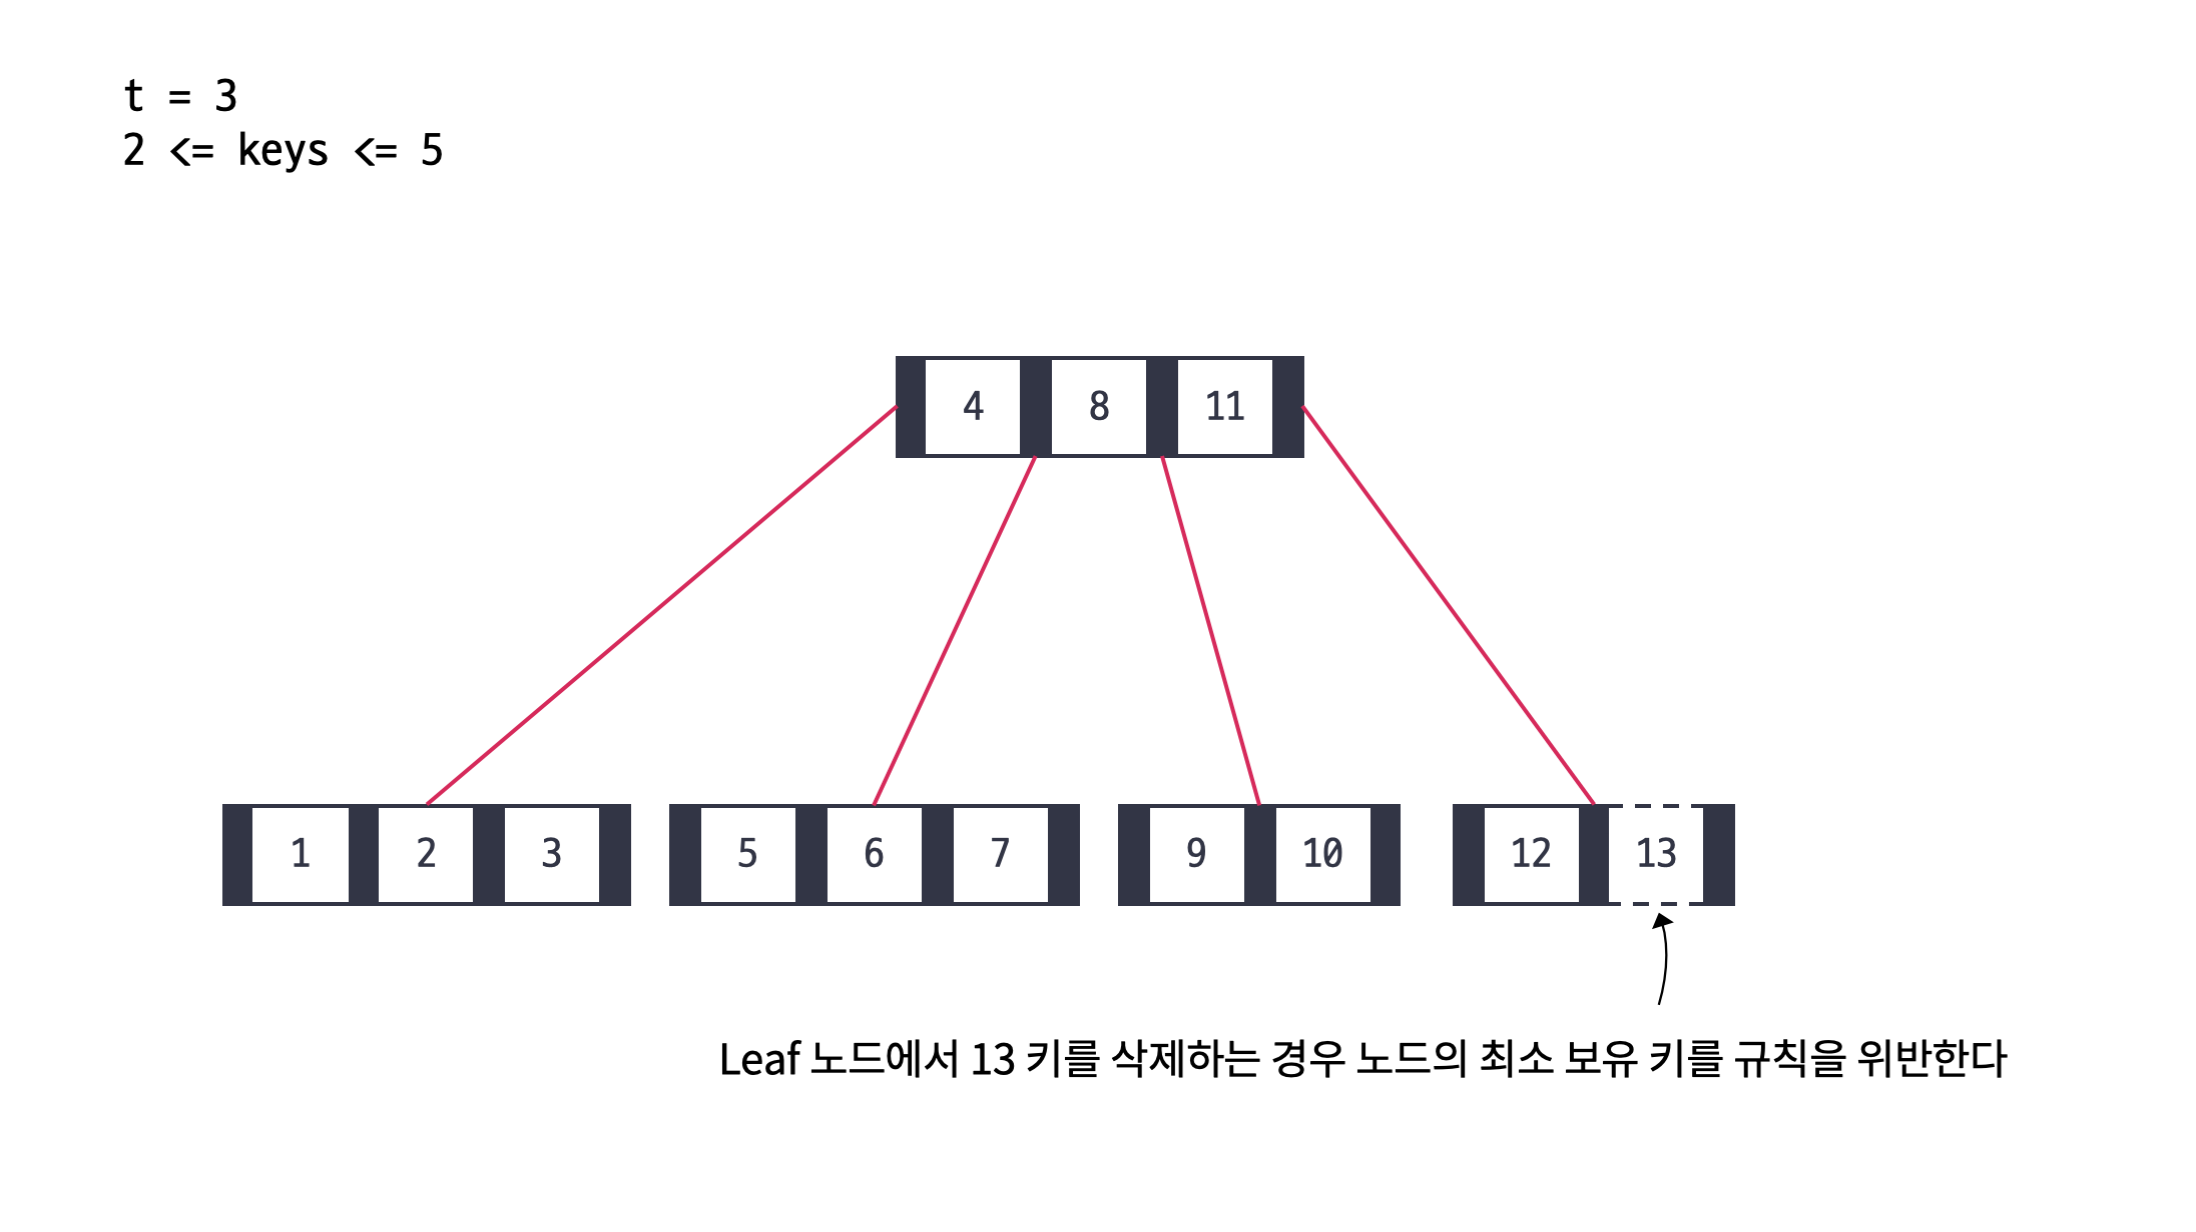 t = 3
2 <= keys <= 5
4 8 11
1 2 3 5 6 7 9 10 12 13
Leaf 노드에서 13 키를 삭제하는 경우 노드의 최소 보유 키를 규칙을 위반한다